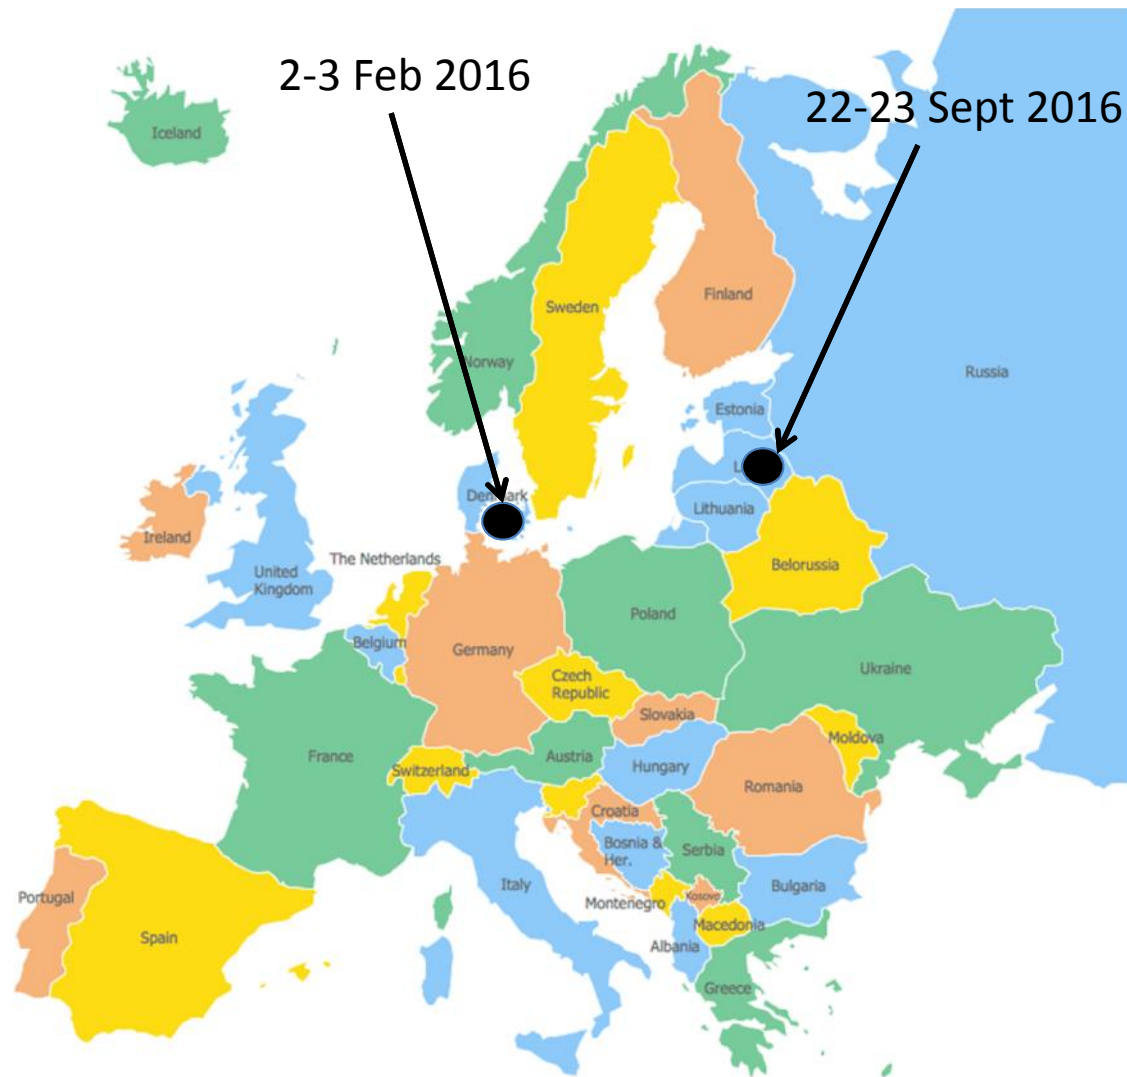 2-3 Feb 2016
22-23 Sept 2016
Iceland
Finland
Sweden
Norway
Russia
Estonia
Lithuania
Denmark
Ireland
The Netherlands
United
Kingdom
Belorussia
Poland
Belgium
Germany
Ukraine
Czech
Republic
Slovakia
Moldova
France
Austria
Switzerland
Hungary
Romania
Croatia
Bosnia &
Her.
Serbia
Italy
Bulgaria
Portugal
Kosovo
Montenegro
Macedonia
Spain
Albania
Greece